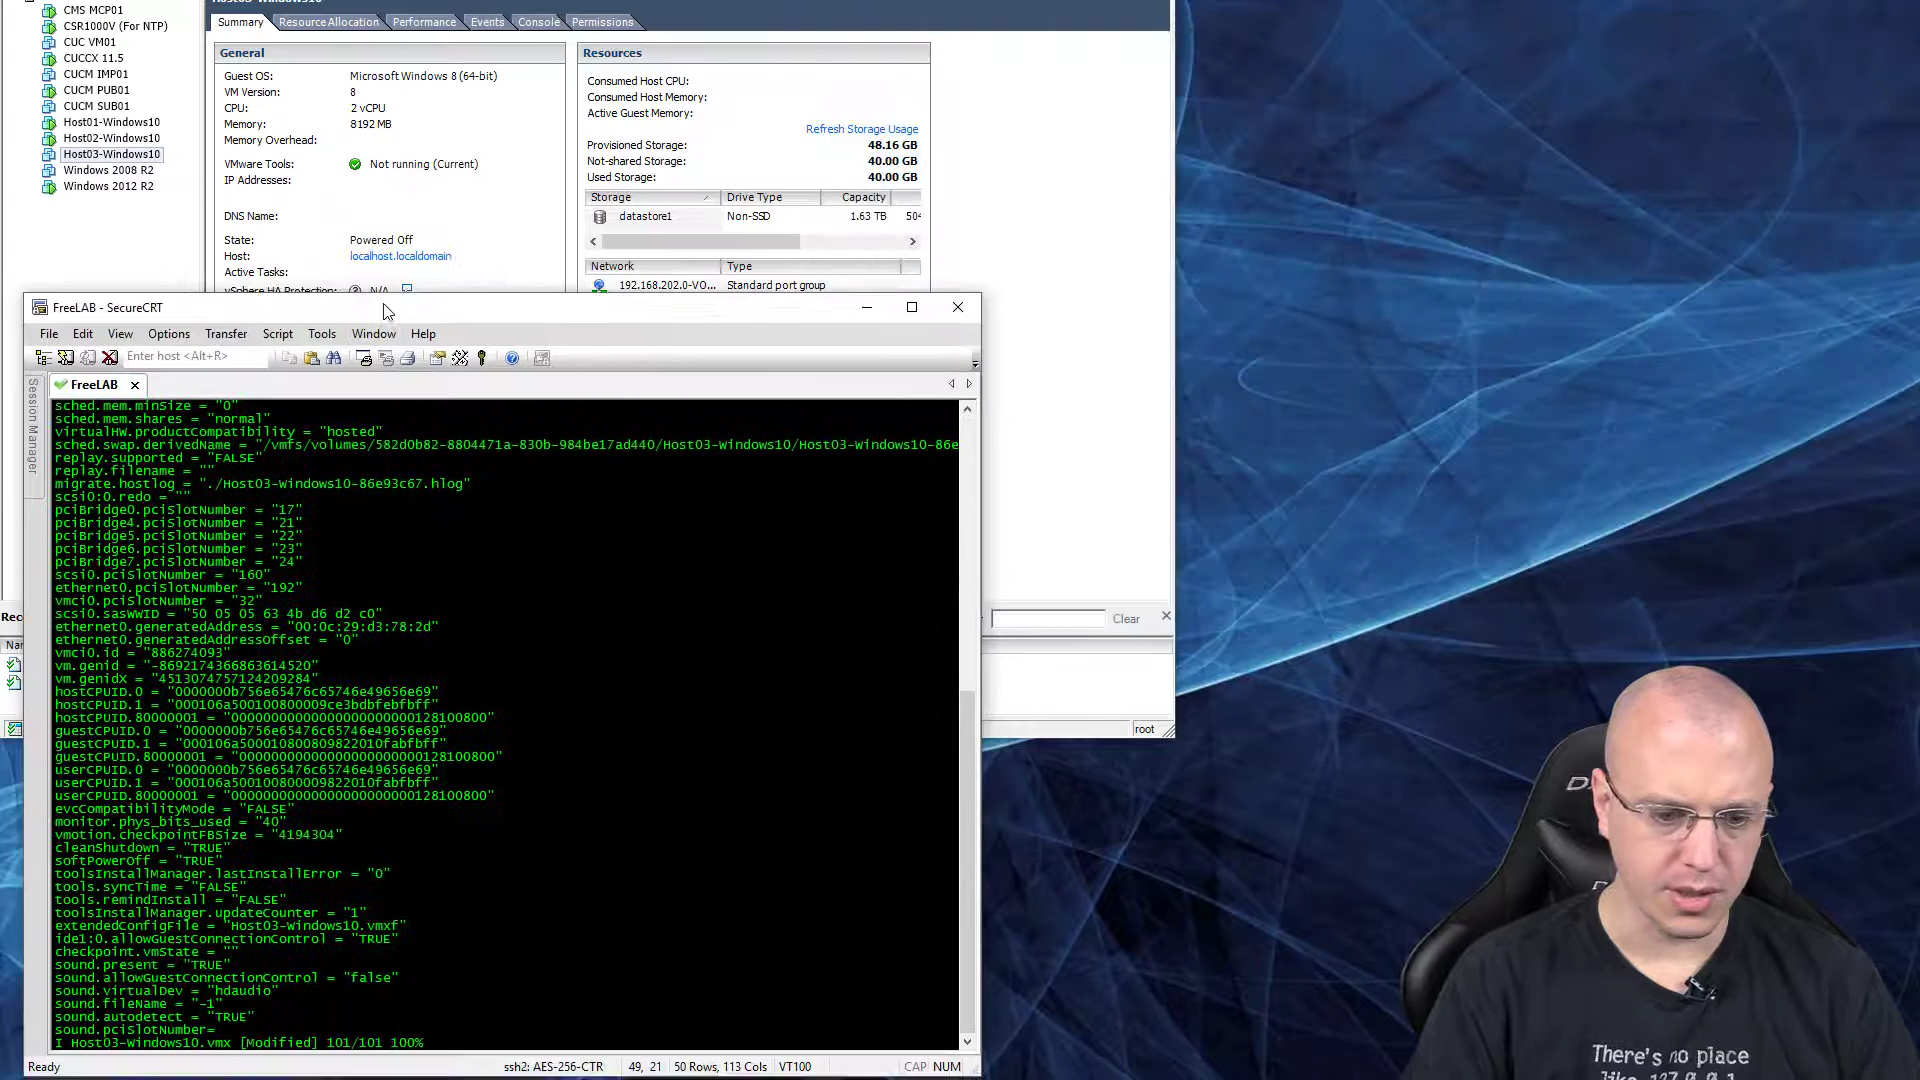 Host03-Windows10
CMS MCP01
CSR1000V (For NTP)
CUC VM01
CUCCX 11.5
CUCM IMP01
CUCM PUB01
CUCM SUB01
Host01-Windows10
Host02-Windows10
Host03-Windows10
Windows 2008 R2
Windows 2012 R2
Summary
Resource Allocation
Performance
Events
Console
Permissions
General
Guest OS: Microsoft Windows 8 (64-bit)
VM Version: 8
CPU: 2 vCPU
Memory: 8192 MB
Memory Overhead:
VMware Tools: Not running (Current)
IP Addresses:
DNS Name:
State: Powered Off
Host: localhost.localdomain
Active Tasks:
vSphere HA Protection: N/A
Resources
Consumed Host CPU:
Consumed Host Memory:
Active Guest Memory:
Refresh Storage Usage
Provisioned Storage: 48.16 GB
Not-shared Storage: 40.00 GB
Used Storage: 40.00 GB
Storage Drive Type Capacity
datastore1 Non-SSD 1.63 TB 504
Network Type
192.168.202.0-VO... Standard port group
Rec
Nar
Clear
root
FreeLAB - SecureCRT
File Edit View Options Transfer Script Tools Window Help
Enter host <Alt+R>
Session Manager
FreeLAB
sched.mem.minSize = "0"
sched.mem.shares = "normal"
virtualHW.productCompatibility = "hosted"
sched.swap.derivedName = "/vmfs/volumes/582d0b82-8804471a-830b-984be17ad440/Host03-Windows10/Host03-Windows10-86e
replay.supported = "FALSE"
replay.filename = ""
migrate.hostlog = "./Host03-Windows10-86e93c67.hlog"
scsi0:0.redo = ""
pciBridge0.pciSlotNumber = "17"
pciBridge4.pciSlotNumber = "21"
pciBridge5.pciSlotNumber = "22"
pciBridge6.pciSlotNumber = "23"
pciBridge7.pciSlotNumber = "24"
scsi0.pciSlotNumber = "160"
ethernet0.pciSlotNumber = "192"
vmci0.pciSlotNumber = "32"
scsi0.sasWWID = "50 05 05 63 4b d6 d2 c0"
ethernet0.generatedAddress = "00:0c:29:d3:78:2d"
ethernet0.generatedAddressOffset = "0"
vmci0.id = "886274093"
vm.genid = "-8692174366863614520"
vm.genidX = "4513074757124209284"
hostCPUID.0 = "0000000b756e65476c65746e49656e69"
hostCPUID.1 = "000106a500100800009ce3bdbfebfbff"
hostCPUID.80000001 = "00000000000000000000000128100800"
guestCPUID.0 = "0000000b756e65476c65746e49656e69"
guestCPUID.1 = "000106a500010800809822010fabfbff"
guestCPUID.80000001 = "00000000000000000000000128100800"
userCPUID.0 = "0000000b756e65476c65746e49656e69"
userCPUID.1 = "000106a500100800009822010fabfbff"
userCPUID.80000001 = "00000000000000000000000128100800"
evcCompatibilityMode = "FALSE"
monitor.phys_bits_used = "40"
vmotion.checkpointFBSize = "4194304"
cleanShutdown = "TRUE"
softPowerOff = "TRUE"
toolsInstallManager.lastInstallError = "0"
tools.syncTime = "FALSE"
tools.remindInstall = "FALSE"
toolsInstallManager.updateCounter = "1"
extendedConfigFile = "Host03-Windows10.vmxf"
ide1:0.allowGuestConnectionControl = "TRUE"
checkpoint.vmState = ""
sound.present = "TRUE"
sound.allowGuestConnectionControl = "false"
sound.virtualDev = "hdaudio"
sound.fileName = "-1"
sound.autodetect = "TRUE"
sound.pciSlotNumber=
I Host03-Windows10.vmx [Modified] 101/101 100%
Ready ssh2: AES-256-CTR 49, 21 50 Rows, 113 Cols VT100 CAP NUM
There's no place
like 127.0.0.1